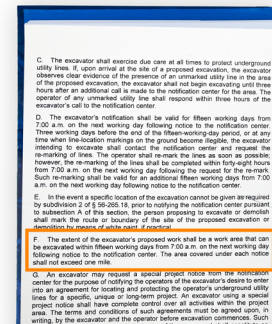 C. The excavator shall exercise due care at all times to protect underground
utility lines. If, upon arrival at the site of a proposed excavation, the excavator
observes clear evidence of the presence of an unmarked utility line in the area
of the proposed excavation, the excavator shall not begin excavating until three
hours after an additional call is made to the notification center for the area. The
operator of any unmarked utility line shall respond within three hours of the
excavator's call to the notification center.
D. The excavator's notification shall be valid for fifteen working days from
7:00 a.m. on the next working day following notice to the notification center.
Three working days before the end of the fifteen-working-day period, or at any
time when line-location markings on the ground become illegible, the excavator
intending to excavate shall contact the notification center and request the
re-marking of lines. The operator shall re-mark the lines as soon as possible;
however, the re-marking of the lines shall be completed within forty-eight hours
from 7:00 a.m. on the next working day following the request for the re-mark.
Such re-marking shall be valid for an additional fifteen working days from 7:00
a.m. on the next working day following notice to the notification center.
E. In the event a specific location of the excavation cannot be given as required
by subdivision 2 of § 56-265.18, prior to notifying the notification center pursuant
to subsection A of this section, the person proposing to excavate or demolish
shall mark the route or boundary of the site of the proposed excavation or
demolition by means of white paint, if practical.
F. The extent of the excavator's proposed work shall be a work area that can
be excavated within fifteen working days from 7:00 a.m. on the next working day
following notice to the notification center. The area covered under each notice
shall not exceed one mile.
G. An excavator may request a special project notice from the notification
center for the purpose of notifying the operators of the excavator's desire to enter
into an agreement for locating and protecting the operator's underground utility
lines for a specific, unique or long-term project. An excavator using a special
project notice shall have complete control over all activities within the project
area. The terms and conditions of such agreements must be agreed upon, in
writing, by the excavator and the operator before excavation commences. Such